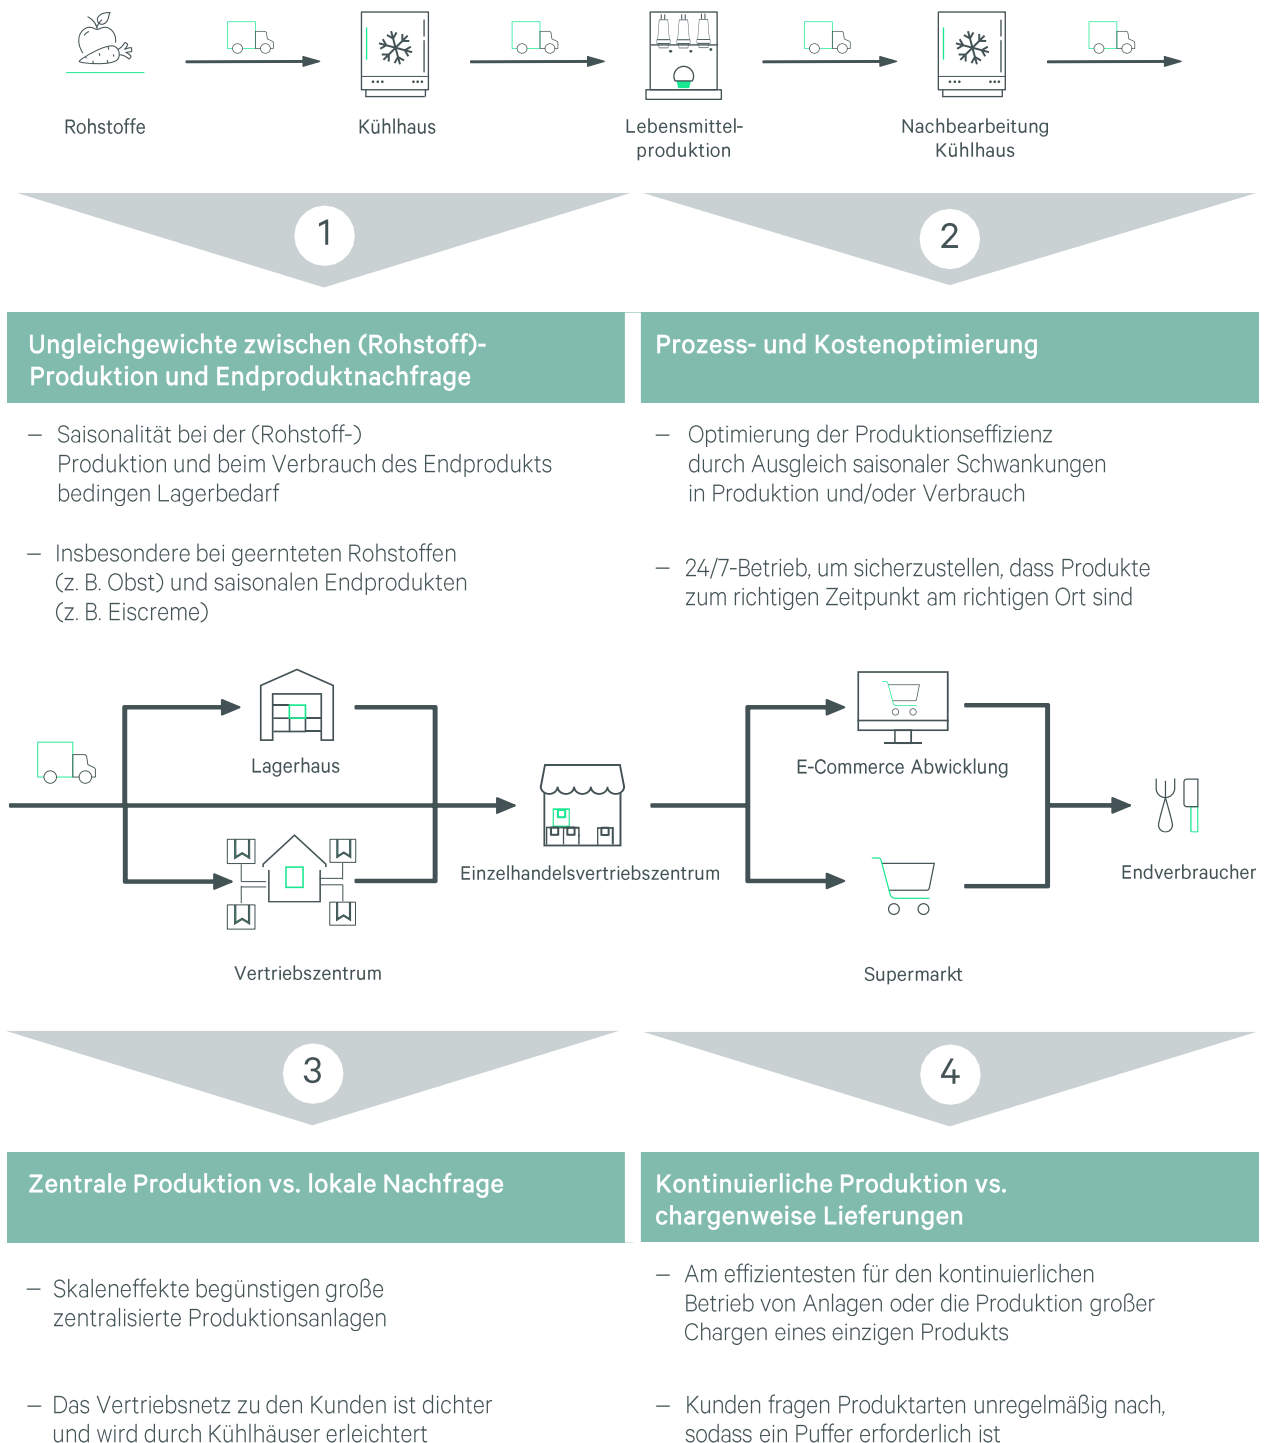 Rohstoffe
Kühlhaus
Lebensmittel-
produktion
Nachbearbeitung
Kühlhaus
1
2
Ungleichgewichte zwischen (Rohstoff)-
Produktion und Endproduktnachfrage
Prozess- und Kostenoptimierung
– Saisonalität bei der (Rohstoff-)
Produktion und beim Verbrauch des Endprodukts
bedingen Lagerbedarf
– Insbesondere bei geernteten Rohstoffen
(z. B. Obst) und saisonalen Endprodukten
(z. B. Eiscreme)
– Optimierung der Produktionseffizienz
durch Ausgleich saisonaler Schwankungen
in Produktion und/oder Verbrauch
– 24/7-Betrieb, um sicherzustellen, dass Produkte
zum richtigen Zeitpunkt am richtigen Ort sind
Lagerhaus
Vertriebszentrum
Einzelhandelsvertriebszentrum
E-Commerce Abwicklung
Supermarkt
Endverbraucher
3
4
Zentrale Produktion vs. lokale Nachfrage
Kontinuierliche Produktion vs.
chargenweise Lieferungen
– Skaleneffekte begünstigen große
zentralisierte Produktionsanlagen
– Das Vertriebsnetz zu den Kunden ist dichter
und wird durch Kühlhäuser erleichtert
– Am effizientesten für den kontinuierlichen
Betrieb von Anlagen oder die Produktion großer
Chargen eines einzigen Produkts
– Kunden fragen Produktarten unregelmäßig nach,
sodass ein Puffer erforderlich ist